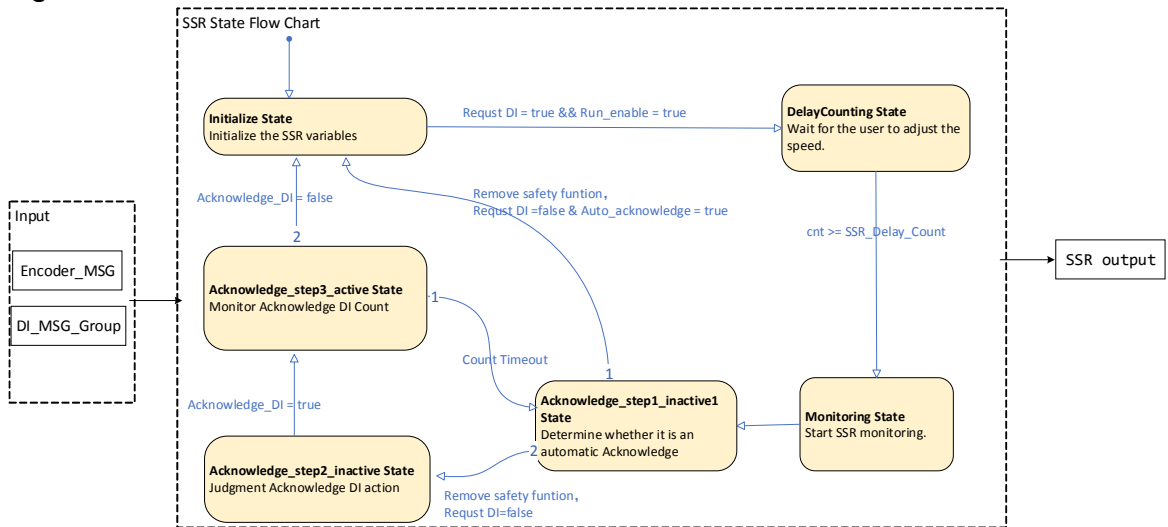 SSR State Flow Chart
Initialize State
Initialize the SSR variables
Requst DI = true && Run_enable = true
DelayCounting State
Wait for the user to adjust the
speed.
Acknowledge_DI = false
Remove safety funtion,
Requst DI =false & Auto_acknowledge = true
Input
Encoder_MSG
DI_MSG_Group
2
cnt >= SSR_Delay_Count
SSR output
Acknowledge_step3_active State
Monitor Acknowledge DI Count
1
Count Timeout
1
Acknowledge_DI = true
Acknowledge_step1_inactive1
State
Determine whether it is an
automatic Acknowledge
Monitoring State
Start SSR monitoring.
2
Acknowledge_step2_inactive State
Judgment Acknowledge DI action
Remove safety funtion,
Requst DI=false